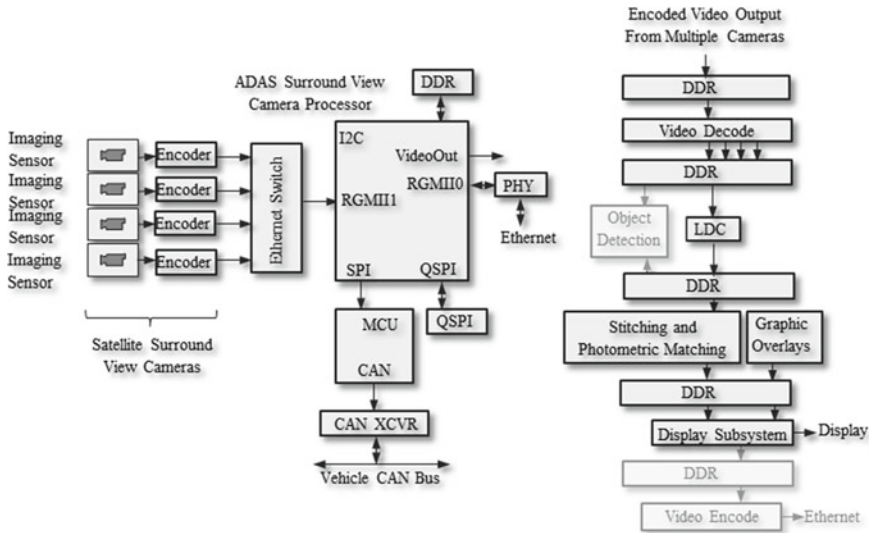 ADAS Surround View
Camera Processor
DDR
Imaging
Sensor
Imaging
Sensor
Imaging
Sensor
Imaging
Sensor
Encoder
Encoder
Encoder
Encoder
Ethernet Switch
I2C
VideoOut
RGMII0
RGMII1
SPI
QSPI
PHY
Ethernet
QSPI
MCU
CAN
CAN XCVR
Vehicle CAN Bus
Satellite Surround
View Cameras
Encoded Video Output
From Multiple Cameras
DDR
Video Decode
DDR
Object
Detection
LDC
DDR
Stitching and
Photometric Matching
Graphic
Overlays
DDR
Display Subsystem
Display
DDR
Video Encode
Ethernet